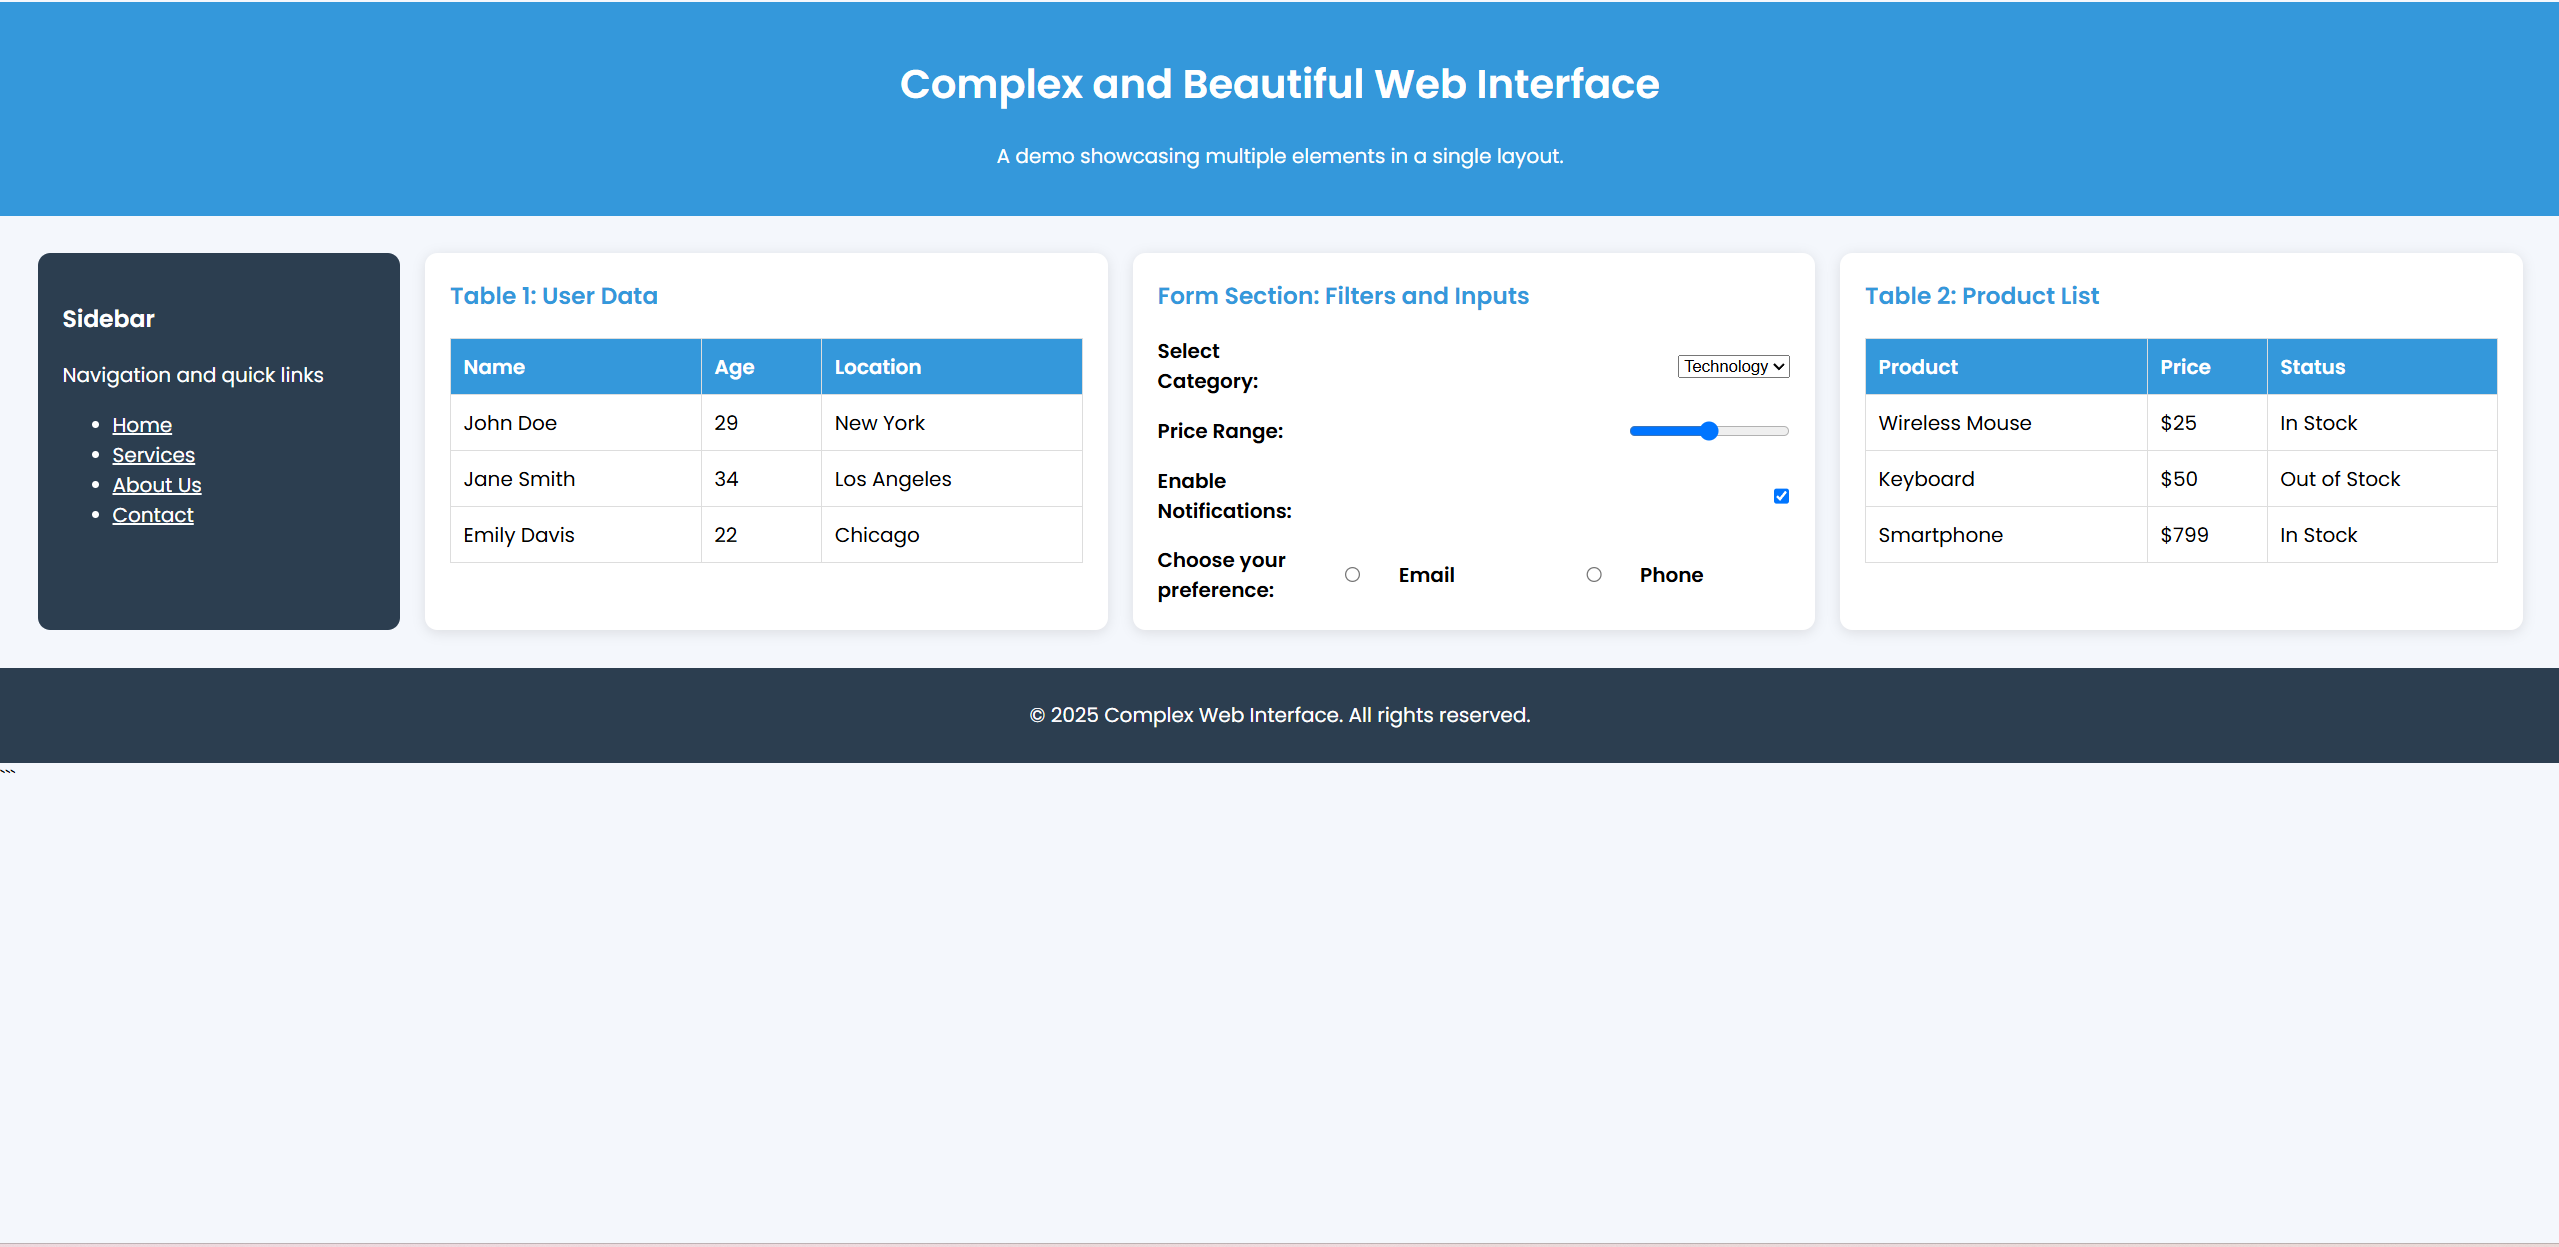 Complex and Beautiful Web Interface
A demo showcasing multiple elements in a single layout.
Sidebar
Navigation and quick links
Home
Services
About Us
Contact
Table 1: User Data
Name Age Location
John Doe 29 New York
Jane Smith 34 Los Angeles
Emily Davis 22 Chicago
Form Section: Filters and Inputs
Select
Category:
Technology
Price Range:
Enable
Notifications:
Choose your
preference:
Email
Phone
Table 2: Product List
Product Price Status
Wireless Mouse $25 In Stock
Keyboard $50 Out of Stock
Smartphone $799 In Stock
© 2025 Complex Web Interface. All rights reserved.
```